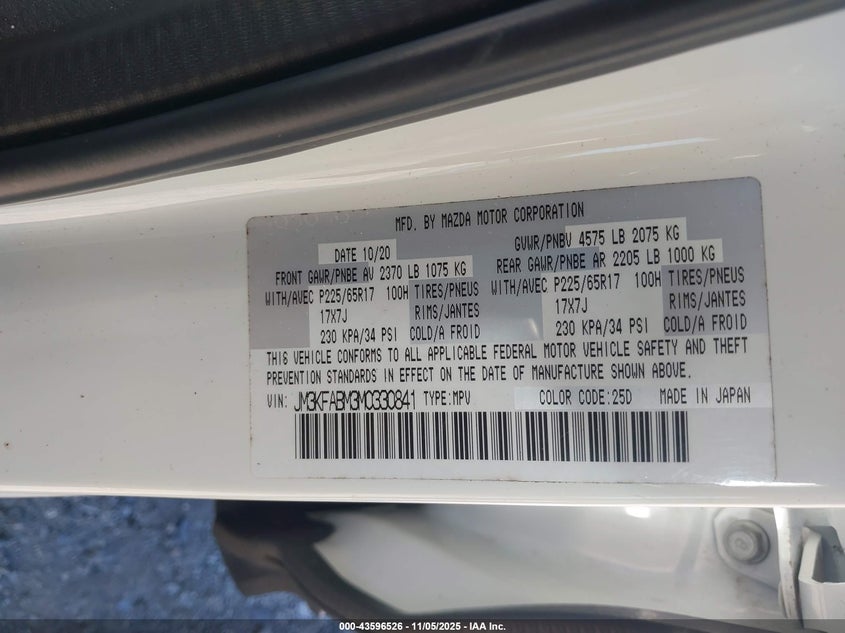 MFD. BY MAZDA MOTOR CORPORATION
DATE 10/20 GVWR/PNBV 4575 LB 2075 KG
FRONT GAWR/PNBE AV 2370 LB 1075 KG REAR GAWR/PNBE AR 2205 LB 1000 KG
WITH/AVEC P225/65R17 100H TIRES/PNEUS WITH/AVEC P225/65R17 100H TIRES/PNEUS
17X7J RIMS/JANTES 17X7J RIMS/JANTES
230 KPA/34 PSI COLD/A FROID 230 KPA/34 PSI COLD/A FROID
THIS VEHICLE CONFORMS TO ALL APPLICABLE FEDERAL MOTOR VEHICLE SAFETY AND THEFT
PREVENTION STANDARDS IN EFFECT ON THE DATE OF MANUFACTURE SHOWN ABOVE.
VIN: JM3KFABM3M0330841 TYPE:MPV COLOR CODE:25D MADE IN JAPAN
000-43596526 - 11/05/2025 - IAA Inc.